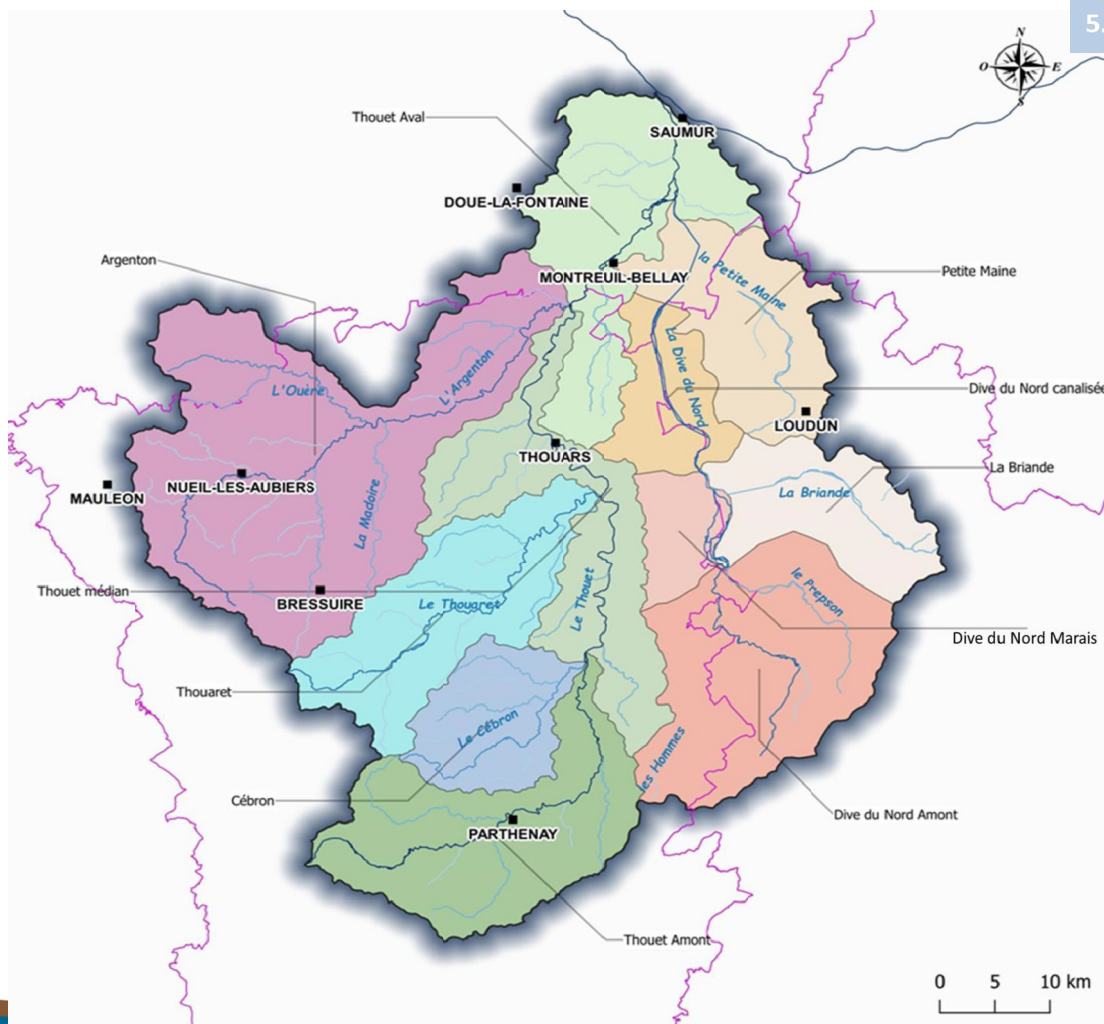 5.
N
O
E
S
Thouet Aval
SAUMUR
DOUE-LA-FONTAINE
Argenton
MONTREUIL-BELLAY
la Petite Maine
Petite Maine
L'Argenton
La Dive du Nord
L'Ouère
Dive du Nord canalisée
LOUDUN
THOUARS
La Briande
NUEIL-LES-AUBIERS
MAULEON
La Briande
La Madoire
Thouet médian
BRESSUIRE
Le Thouaret
Le Thouet
le Prepson
Dive du Nord Marais
Thouaret
Le Cébron
les Hommes
Cébron
Dive du Nord Amont
PARTHENAY
Thouet Amont
0 5 10 km